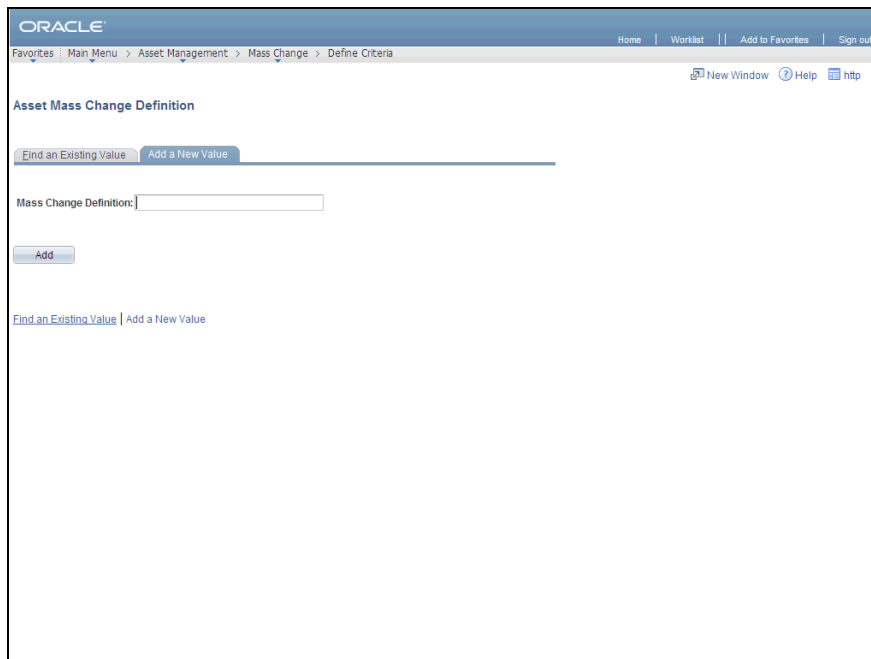 ORACLE
Home | Worklist || Add to Favorites | Sign out
Favorites Main Menu > Asset Management > Mass Change > Define Criteria
New Window Help http
Asset Mass Change Definition
Find an Existing Value Add a New Value
Mass Change Definition:
Add
Find an Existing Value | Add a New Value